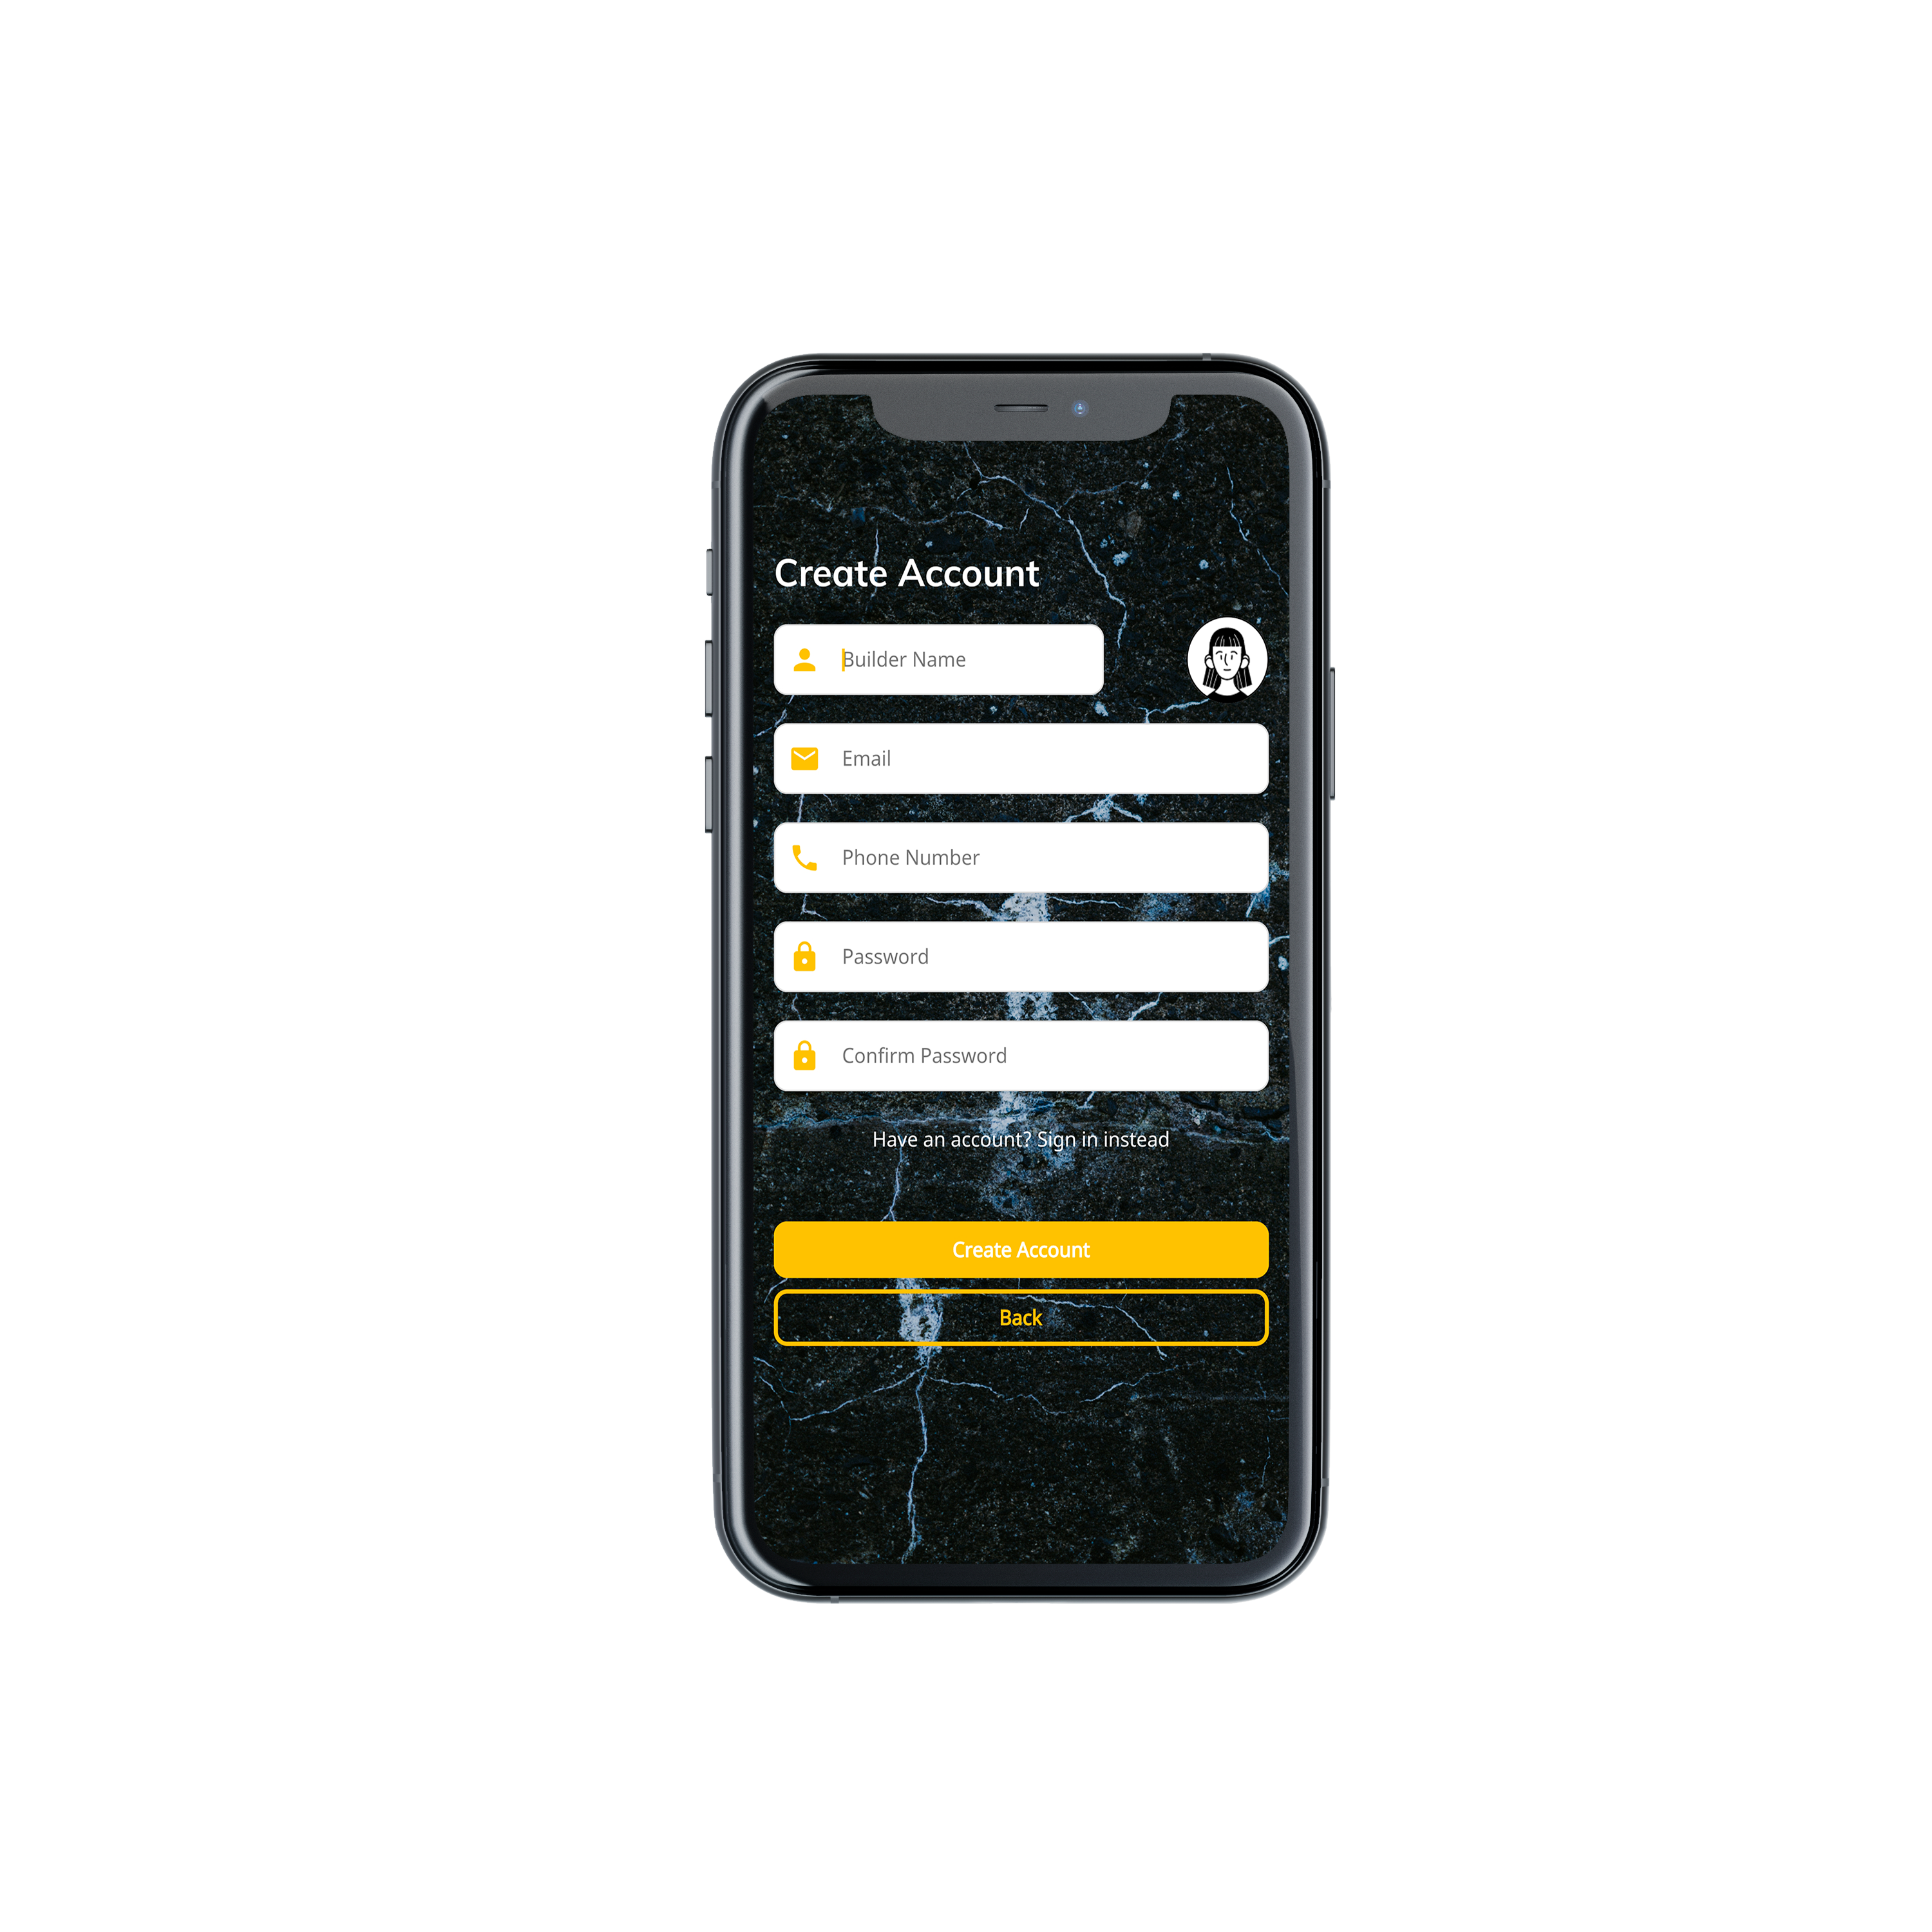 Create Account
Builder Name
Email
Phone Number
Password
Confirm Password
Have an account? Sign in instead
Create Account
Back